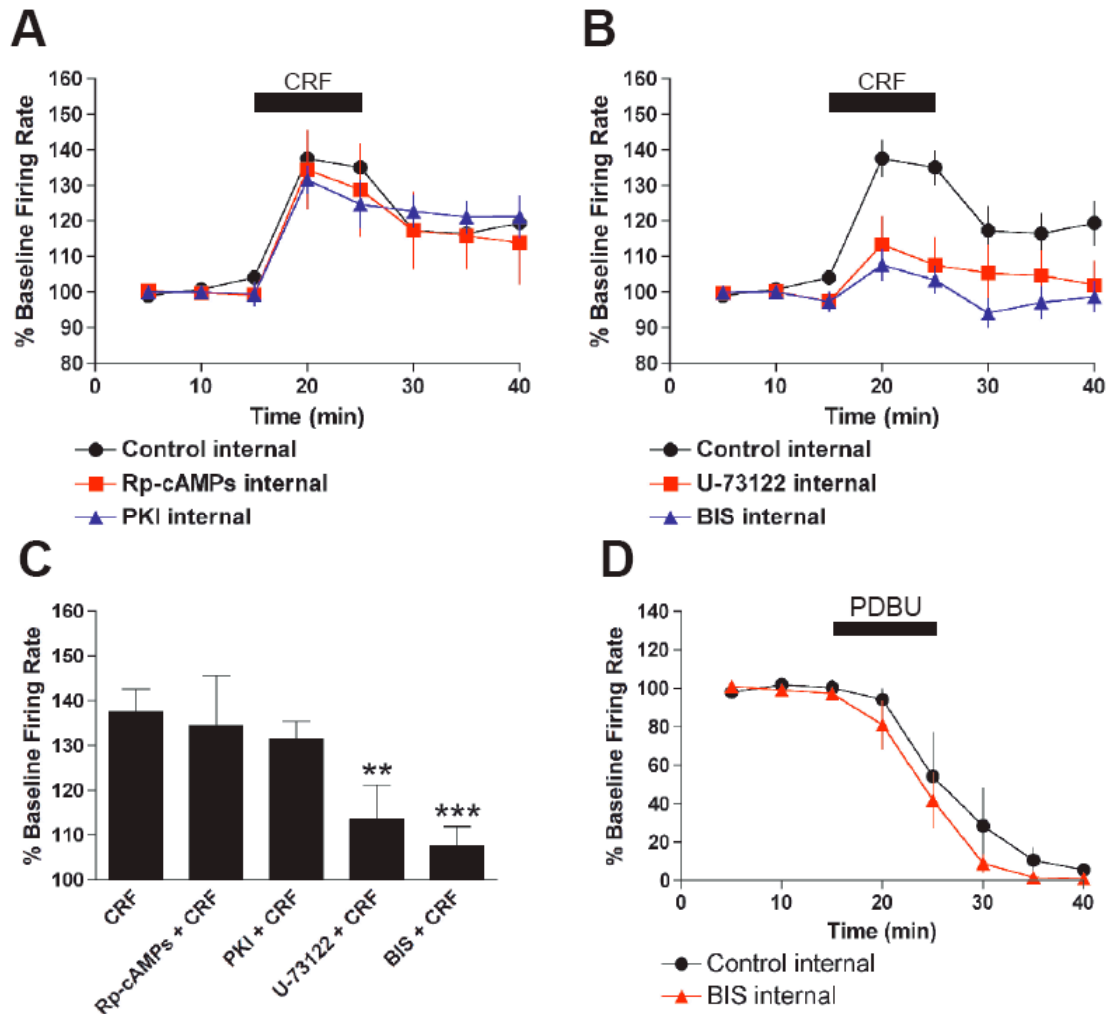 A
CRF
% Baseline Firing Rate
160
150
140
130
120
110
100
90
80
0
10
20
30
40
Time (min)
Control internal
Rp-cAMPs internal
PKI internal
B
CRF
% Baseline Firing Rate
160
150
140
130
120
110
100
90
80
0
10
20
30
40
Time (min)
Control internal
U-73122 internal
BIS internal
C
% Baseline Firing Rate
160
150
140
130
120
110
100
**
***
CRF
Rp-cAMPs + CRF
PKI + CRF
U-73122 + CRF
BIS + CRF
D
PDBU
% Baseline Firing Rate
140
120
100
80
60
40
20
0
0
10
20
30
40
Time (min)
Control internal
BIS internal